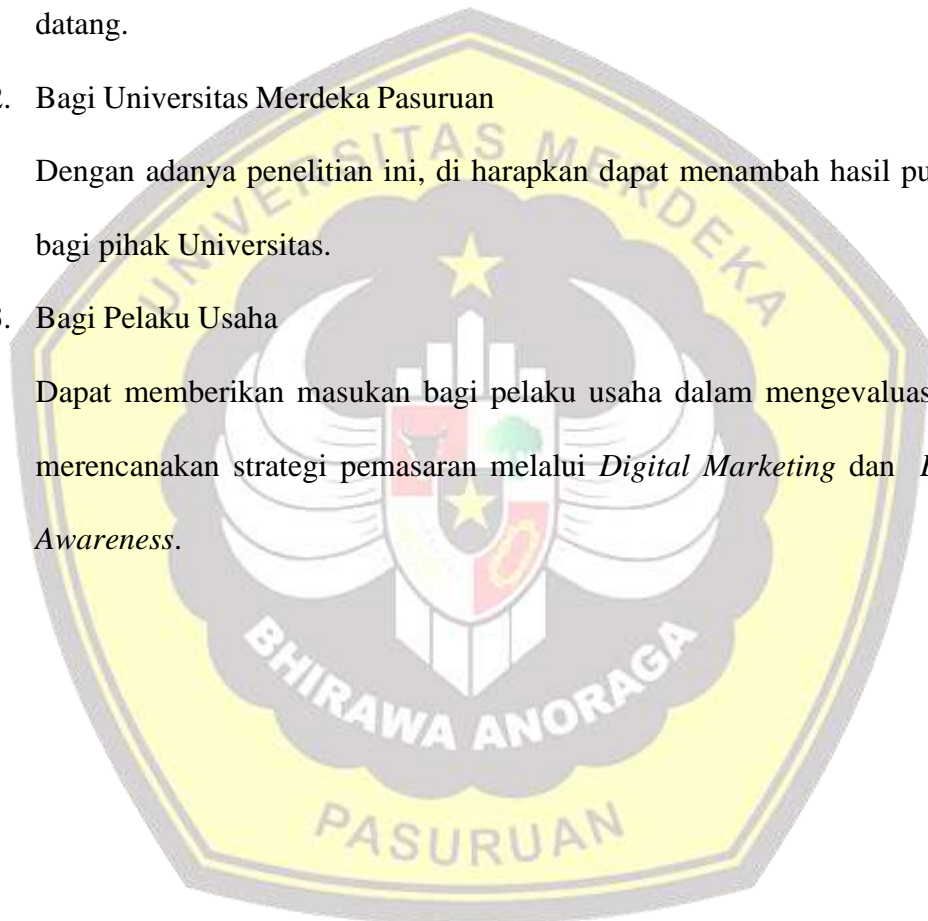 datang.
2. Bagi Universitas Merdeka Pasuruan
Dengan adanya penelitian ini, di harapkan dapat menambah hasil
bagi pihak Universitas.
3. Bagi Pelaku Usaha
Dapat memberikan masukan bagi pelaku usaha dalam
merencanakan strategi pemasaran melalui Digital Marketing dan
Awareness.
UNIVERSITAS MERDEKA
BHIRAWA ANORAGA
PASURUAN